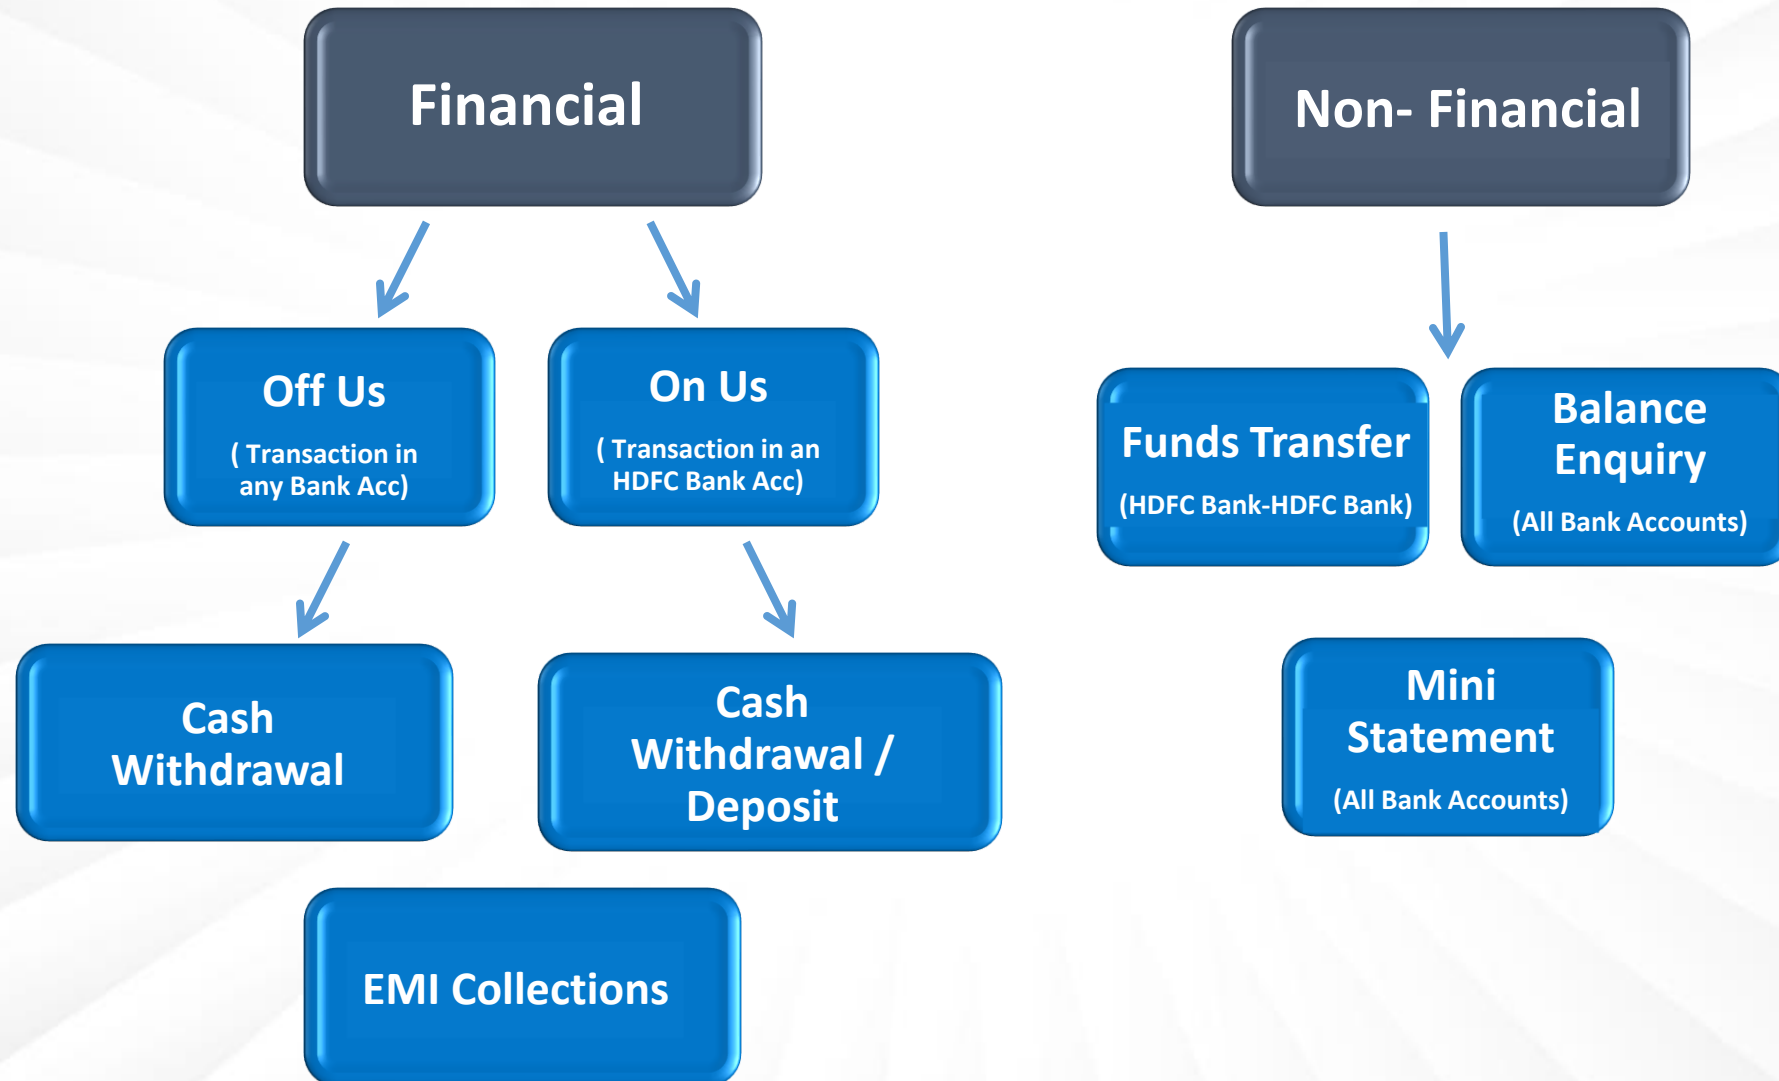 Financial
Non- Financial
Off Us
( Transaction in
any Bank Acc)
On Us
( Transaction in an
HDFC Bank Acc)
Funds Transfer
(HDFC Bank-HDFC Bank)
Balance
Enquiry
(All Bank Accounts)
Cash
Withdrawal
Cash
Withdrawal /
Deposit
Mini
Statement
(All Bank Accounts)
EMI Collections